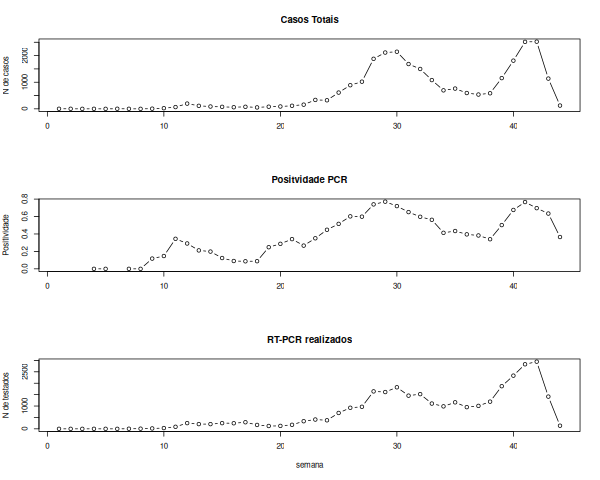 Casos Totais
N de casos
0 1000 2000
0 10 20 30 40
Positvidade PCR
Positividade
0.0 0.2 0.4 0.6 0.8
0 10 20 30 40
RT-PCR realizados
N de testados
0 1000 2500
0 10 20 30 40
semana